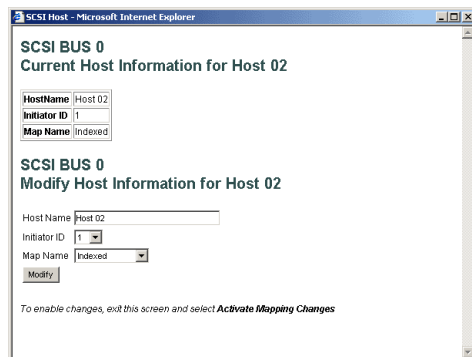 SCSI Host - Microsoft Internet Explorer
SCSI BUS 0
Current Host Information for Host 02
HostName Host 02
Initiator ID 1
Map Name Indexed
SCSI BUS 0
Modify Host Information for Host 02
Host Name Host 02
Initiator ID 1
Map Name Indexed
Modify
To enable changes, exit this screen and select Activate Mapping Changes